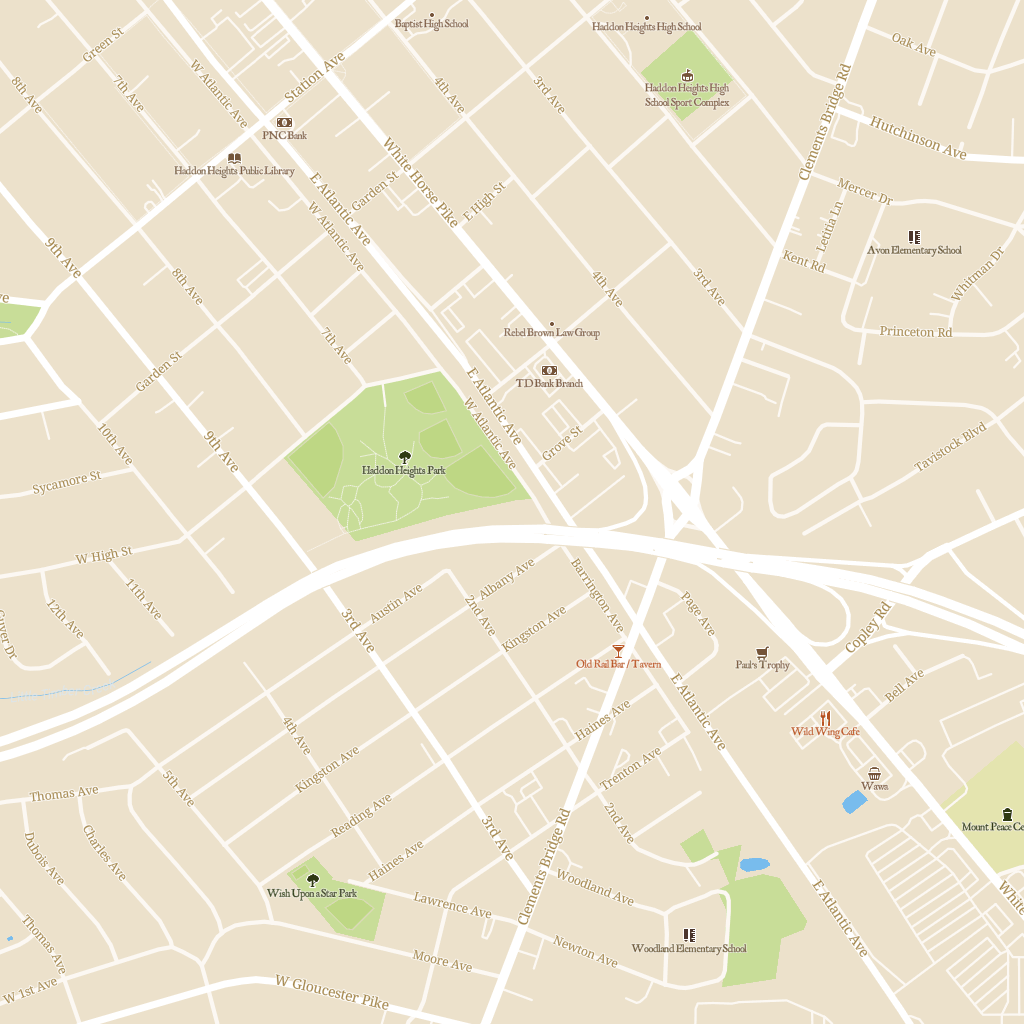 Baptist High School
Haddon Heights High School
Green St
Oak Ave
W Atlantic Ave
Station Ave
8th Ave
7th Ave
4th Ave
3rd Ave
Haddon Heights High
School Sport Complex
Clements Bridge Rd
PNC Bank
Hutchinson Ave
Haddon Heights Public Library
White Horse Pike
Garden St
E High St
Mercer Dr
E Atlantic Ave
W Atlantic Ave
Letitia Ln
Avon Elementary School
9th Ave
Kent Rd
Whitman Dr
8th Ave
4th Ave
3rd Ave
ve
Rebel Brown Law Group
Princeton Rd
7th Ave
Garden St
TD Bank Branch
E Atlantic Ave
W Atlantic Ave
10th Ave
9th Ave
Grove St
Tavistock Blvd
Haddon Heights Park
Sycamore St
W High St
Albany Ave
Barrington Ave
Austin Ave
11th Ave
12th Ave
2nd Ave
Kingston Ave
Page Ave
Copley Rd
Cuyer Dr
3rd Ave
Old Rail Bar / Tavern
Paul's Trophy
Bell Ave
E Atlantic Ave
Haines Ave
Wild Wing Cafe
4th Ave
Kingston Ave
Trenton Ave
Wawa
Thomas Ave
5th Ave
Reading Ave
2nd Ave
Mount Peace Ce
3rd Ave
Charles Ave
Dubois Ave
Haines Ave
Clements Bridge Rd
Wish Upon a Star Park
Woodland Ave
White
Lawrence Ave
E Atlantic Ave
Thomas Ave
Newton Ave
Woodland Elementary School
Moore Ave
W 1st Ave
W Gloucester Pike